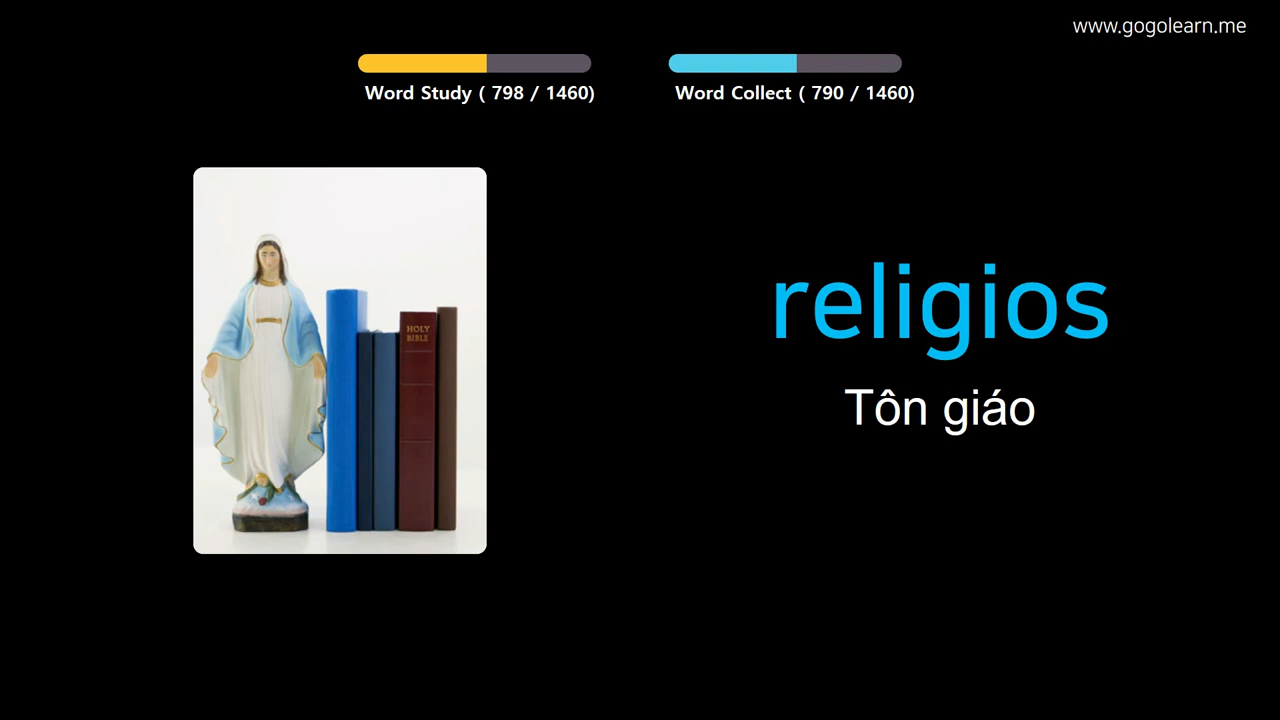 www.gogolearn.me
Word Study ( 798 / 1460)
Word Collect ( 790 / 1460)
HOLY
BIBLE
religios
Tôn giáo